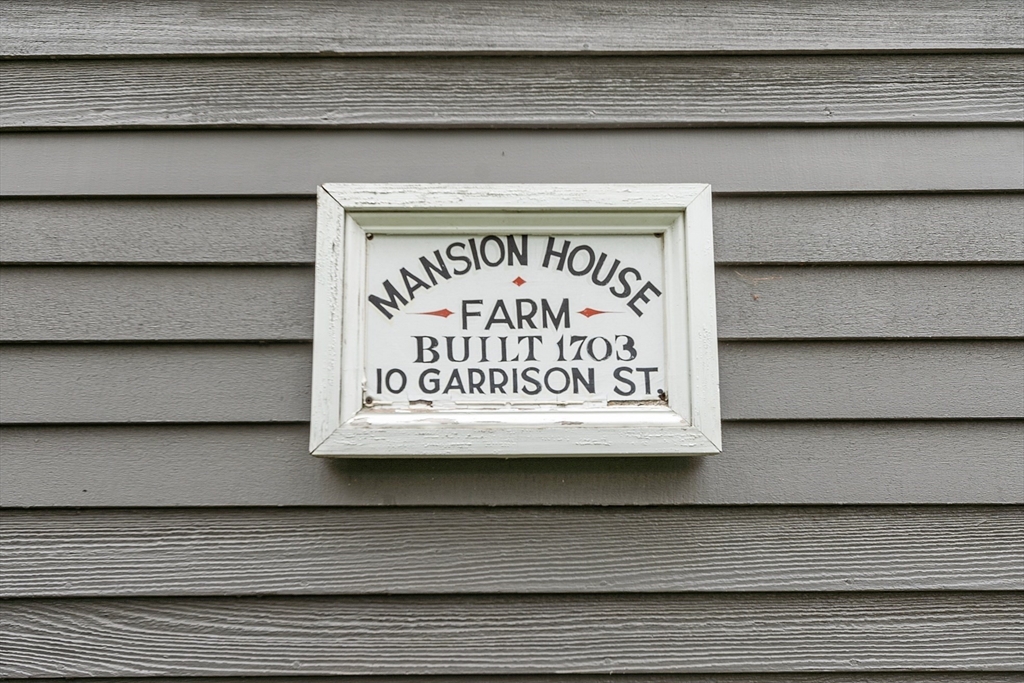 MANSION HOUSE
FARM
BUILT 1703
10 GARRISON ST.